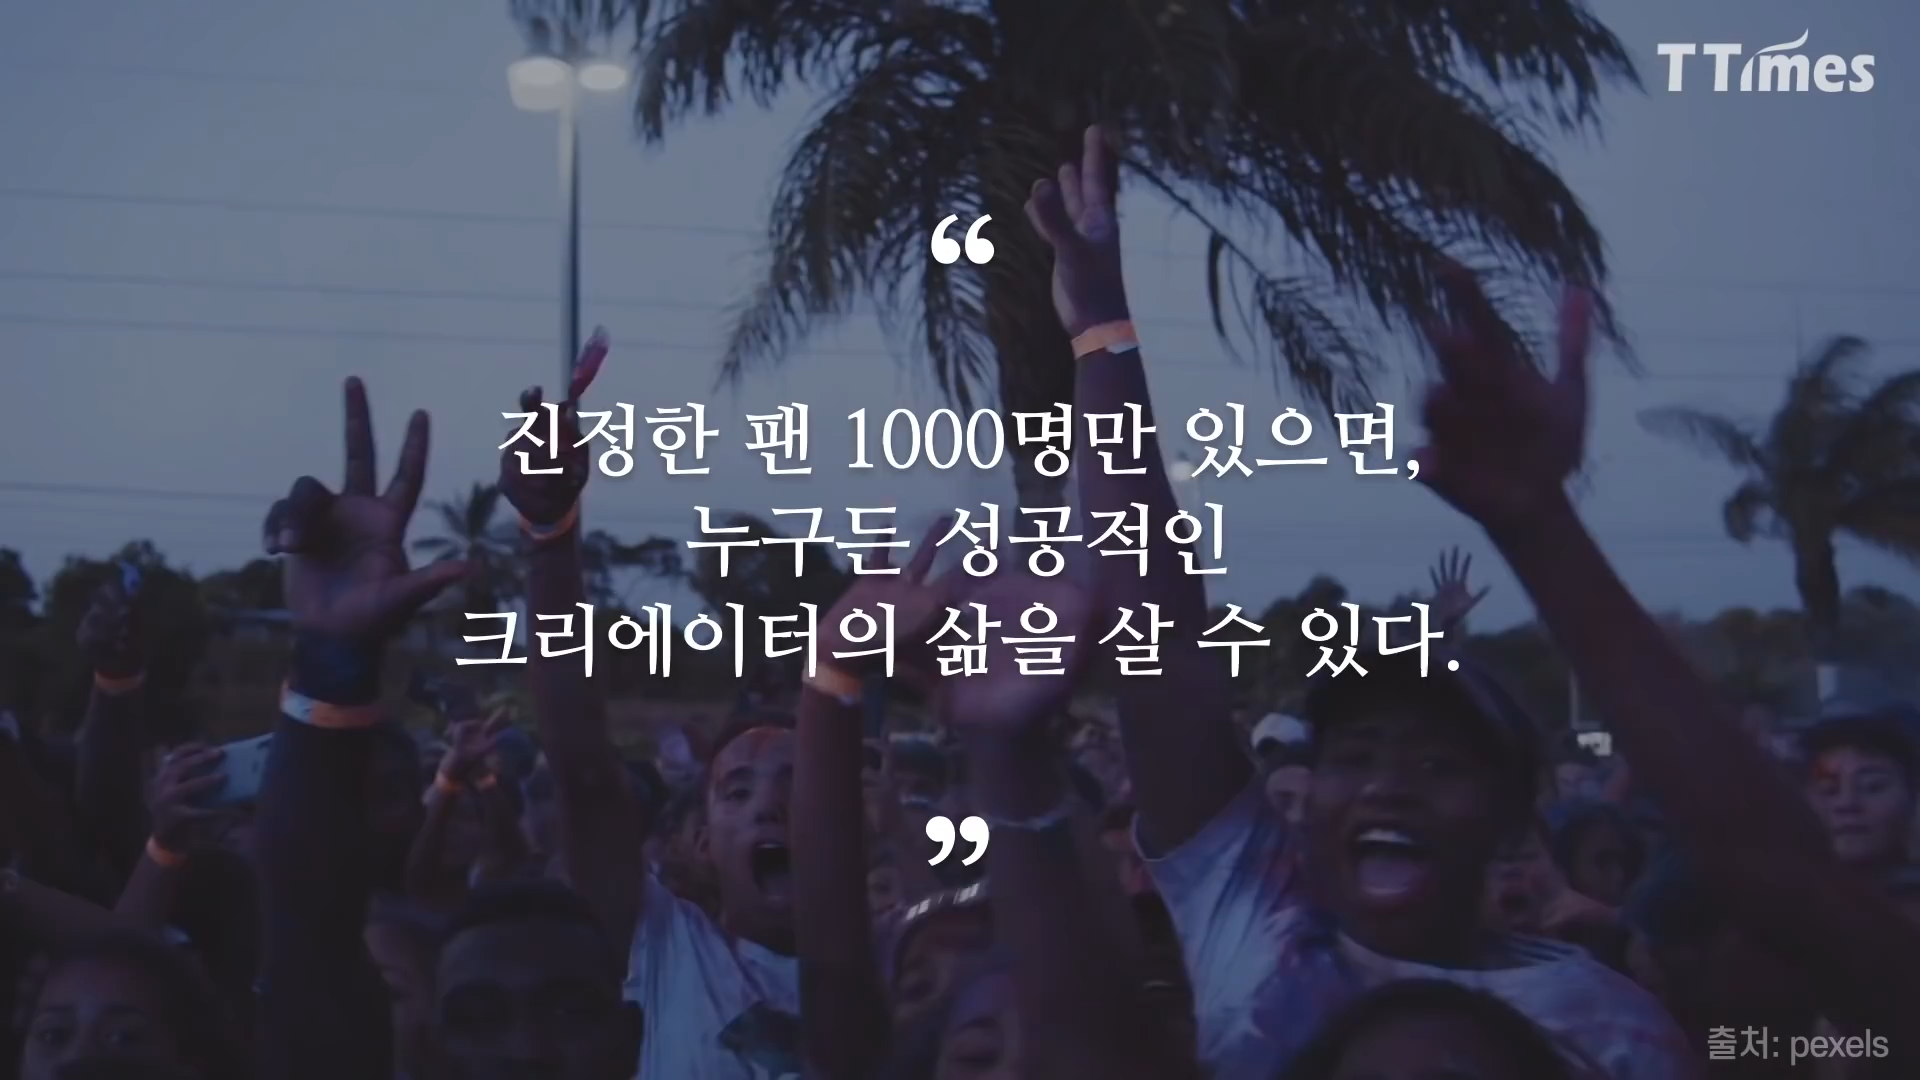 TTimes
“
진정한 팬 1000명만 있으면,
누구든 성공적인
크리에이터의 삶을 살 수 있다.
”
출처: pexels